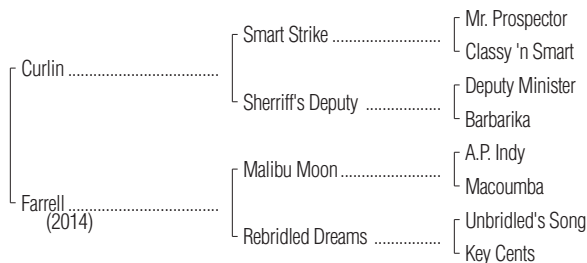 Mr. Prospector
Smart Strike ........................
Classy 'n Smart
Curlin ..................................
Deputy Minister
Sherriff's Deputy .................
Barbarika
A.P. Indy
Malibu Moon .......................
Macoumba
Farrell ..................................
(2014)
Unbridled's Song
Rebridled Dreams ...............
Key Cents